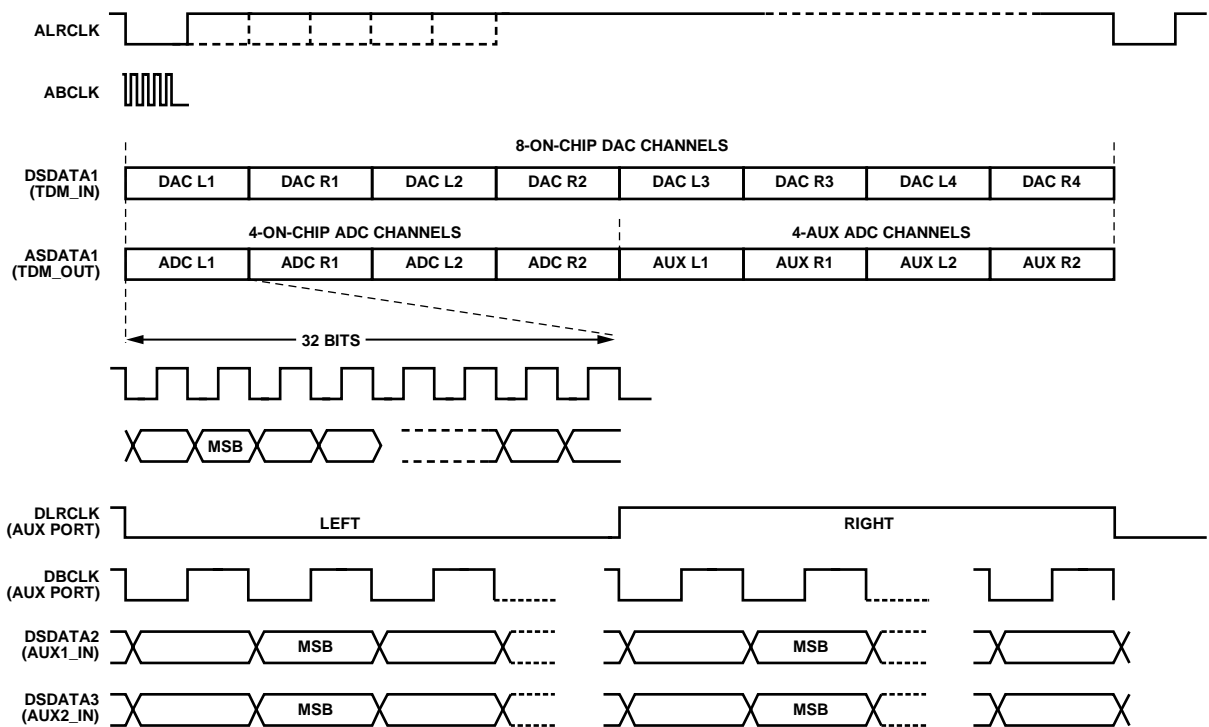 ALRCLK
ABCLK
8-ON-CHIP DAC CHANNELS
DSDATA1
(TDM_IN)
DAC L1
DAC R1
DAC L2
DAC R2
DAC L3
DAC R3
DAC L4
DAC R4
4-ON-CHIP ADC CHANNELS
4-AUX ADC CHANNELS
ASDATA1
(TDM_OUT)
ADC L1
ADC R1
ADC L2
ADC R2
AUX L1
AUX R1
AUX L2
AUX R2
32 BITS
MSB
DLRCLK
(AUX PORT)
LEFT
RIGHT
DBCLK
(AUX PORT)
DSDATA2
(AUX1_IN)
MSB
MSB
DSDATA3
(AUX2_IN)
MSB
MSB